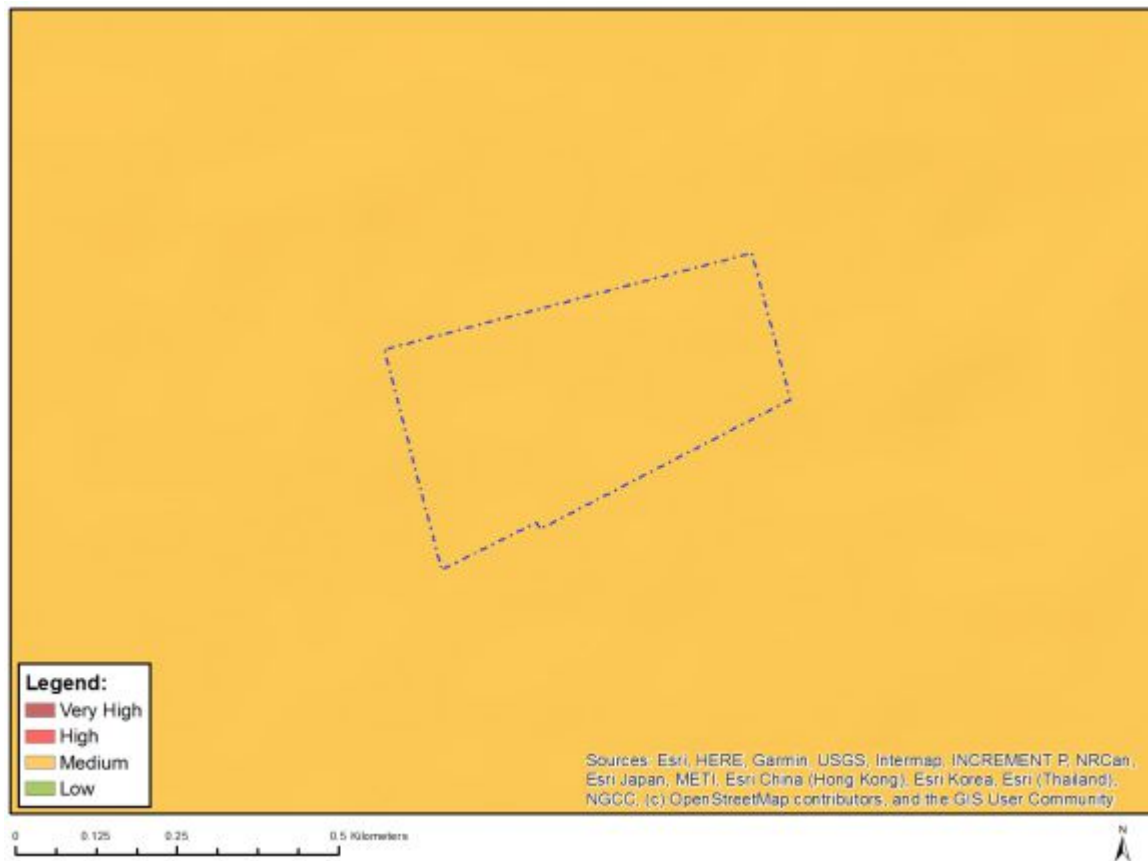 Legend:
Very High
High
Medium
Low
Sources: Esri, HERE, Garmin, USGS, Intermap, INCREMENT P, NRCan,
Esri Japan, METI, Esri China (Hong Kong), Esri Korea, Esri (Thailand),
NGCC, (c) OpenStreetMap contributors, and the GIS User Community
0 0.125 0.25 0.5 Kilometers
N